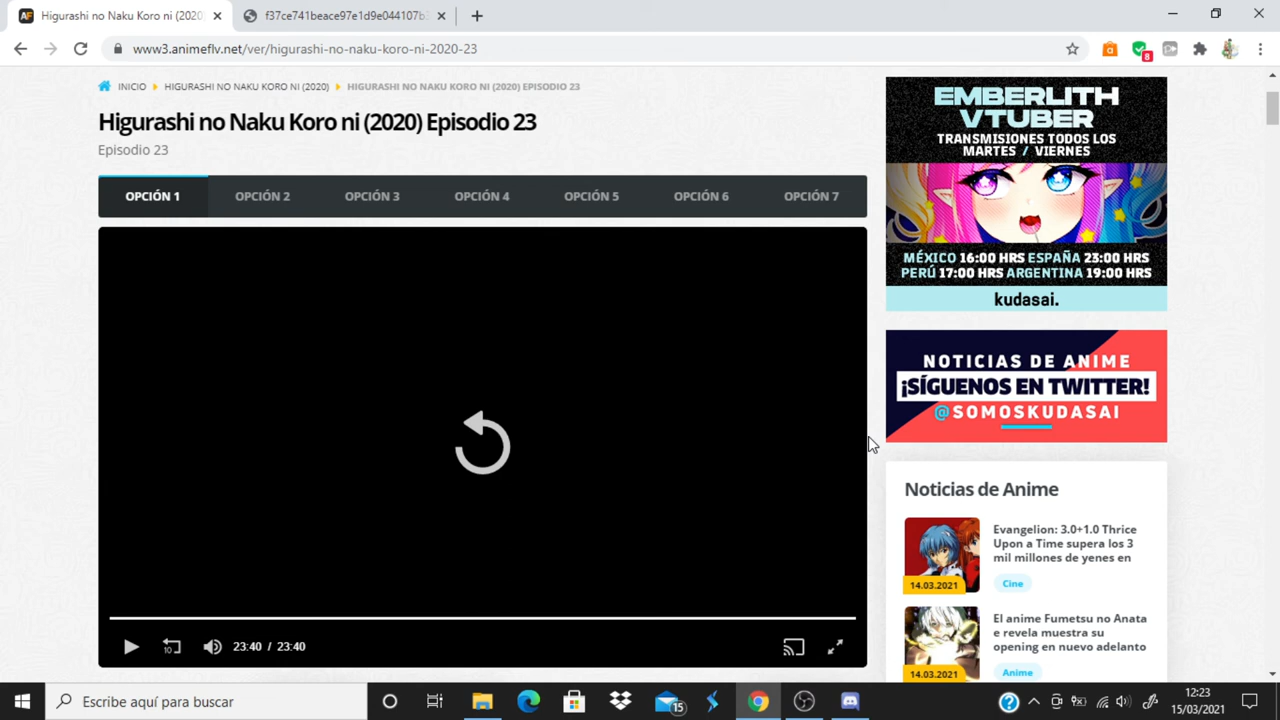 Higurashi no Naku Koro ni (2020)
f37ce741beace97e1d9e044107b3
www3.animeflv.net/ver/higurashi-no-naku-koro-ni-2020-23
8
INICIO
HIGURASHI NO NAKU KORO NI (2020)
HIGURASHI NO NAKU KORO NI (2020) EPISODIO 23
Higurashi no Naku Koro ni (2020) Episodio 23
Episodio 23
OPCIÓN 1
OPCIÓN 2
OPCIÓN 3
OPCIÓN 4
OPCIÓN 5
OPCIÓN 6
OPCIÓN 7
10
23:40 / 23:40
EMBERLITH
VTUBER
TRANSMISIONES TODOS LOS
MARTES / VIERNES
MÉXICO 16:00 HRS ESPAÑA 23:00 HRS
PERÚ 17:00 HRS ARGENTINA 19:00 HRS
kudasai.
NOTICIAS DE ANIME
¡SÍGUENOS EN TWITTER!
@SOMOSKUDASAI
Noticias de Anime
Evangelion: 3.0+1.0 Thrice
Upon a Time supera los 3
mil millones de yenes en
14.03.2021
Cine
El anime Fumetsu no Anata
e revela muestra su
opening en nuevo adelanto
14.03.2021
Anime
Escribe aquí para buscar
15
12:23
15/03/2021